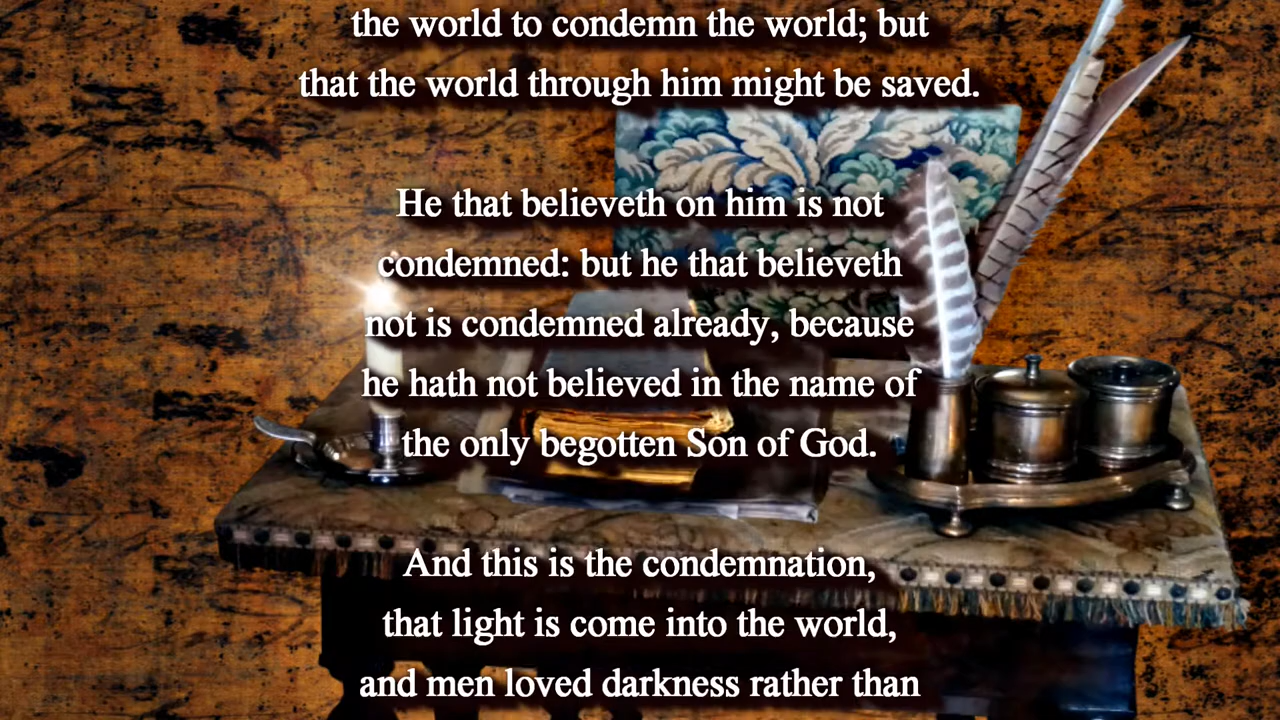 the world to condemn the world; but
that the world through him might be saved.
He that believeth on him is not
condemned: but he that believeth
not is condemned already, because
he hath not believed in the name of
the only begotten Son of God.
And this is the condemnation,
that light is come into the world,
and men loved darkness rather than